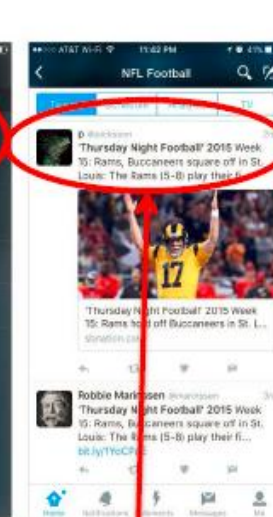 AT&T Wi-Fi 11:42 PM 41%
NFL Football
TV
p
'Thursday Night Football' 2015 Week
15: Rams, Buccaneers square off in St.
Louis: The Rams (5-8) play their fi...
17
'Thursday Night Football' 2015 Week
15: Rams hold off Buccaneers in St. L...
Robbie
'Thursday Night Football' 2015 Week
15: Rams, Buccaneers square off in St.
Louis: The Rams (5-8) play their fi...
Home Notifications Moments Messages Me